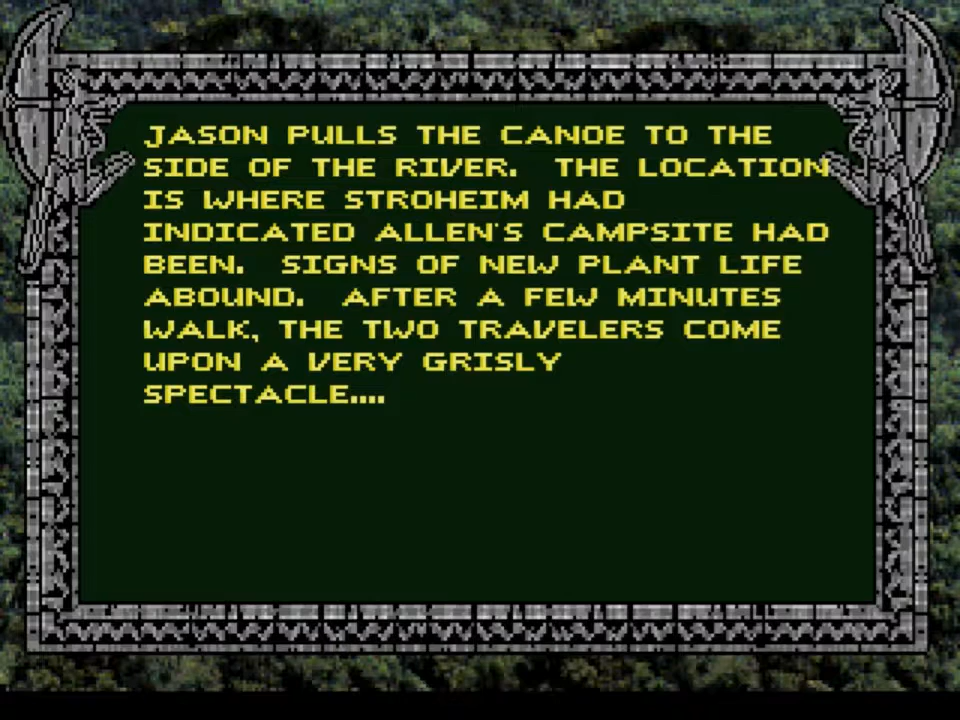 JASON PULLS THE CANOE TO THE
SIDE OF THE RIVER. THE LOCATION
IS WHERE STROHEIM HAD
INDICATED ALLEN'S CAMPSITE HAD
BEEN. SIGNS OF NEW PLANT LIFE
ABOUND. AFTER A FEW MINUTES
WALK, THE TWO TRAVELERS COME
UPON A VERY GRISLY
SPECTACLE....